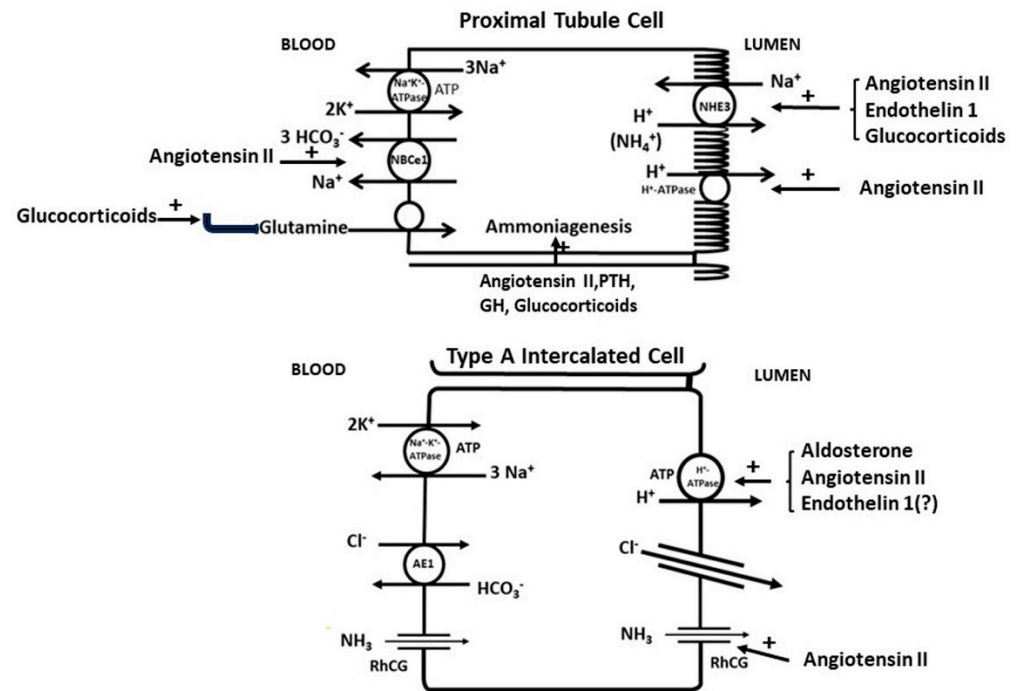 Proximal Tubule Cell
BLOOD
LUMEN
3Na⁺
Na⁺K⁺-
ATPase
ATP
2K⁺
3 HCO₃⁻
NBCe1
Na⁺
Angiotensin II
+
Glucocorticoids
+
Glutamine
Ammoniagenesis
+
Angiotensin II,PTH,
GH, Glucocorticoids
Na⁺
NHE3
H⁺
(NH₄⁺)
+
Angiotensin II
Endothelin 1
Glucocorticoids
H⁺
H⁺-ATPase
+
Angiotensin II
Type A Intercalated Cell
BLOOD
LUMEN
2K⁺
Na⁺-K⁺-
ATPase
ATP
3 Na⁺
Cl⁻
AE1
HCO₃⁻
NH₃
RhCG
ATP
H⁺-
ATPase
H⁺
+
Aldosterone
Angiotensin II
Endothelin 1(?)
Cl⁻
NH₃
RhCG
+
Angiotensin II